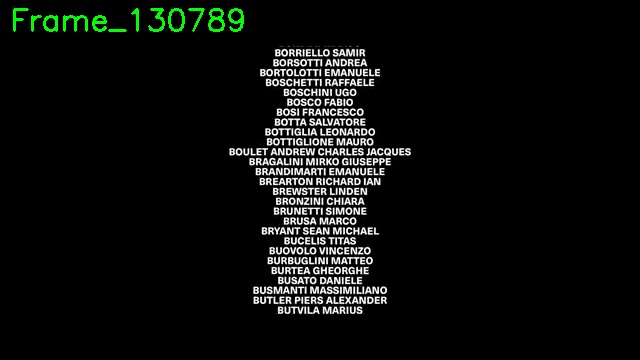 Frame_130789
BORRIELLO SAMIR
BORSOTTI ANDREA
BORTOLOTTI EMANUELE
BOSCHETTI RAFFAELE
BOSCHINI UGO
BOSCO FABIO
BOSI FRANCESCO
BOTTA SALVATORE
BOTTIGLIA LEONARDO
BOTTIGLIONE MAURO
BOULET ANDREW CHARLES JACQUES
BRAGALINI MIRKO GIUSEPPE
BRANDIMARTI EMANUELE
BREARTON RICHARD IAN
BREWSTER LINDEN
BRONZINI CHIARA
BRUNETTI SIMONE
BRUSA MARCO
BRYANT SEAN MICHAEL
BUCELIS TITAS
BUOVOLO VINCENZO
BURBUGLINI MATTEO
BURTEA GHEORGHE
BUSATO DANIELE
BUSMANTI MASSIMILIANO
BUTLER PIERS ALEXANDER
BUTVILA MARIUS